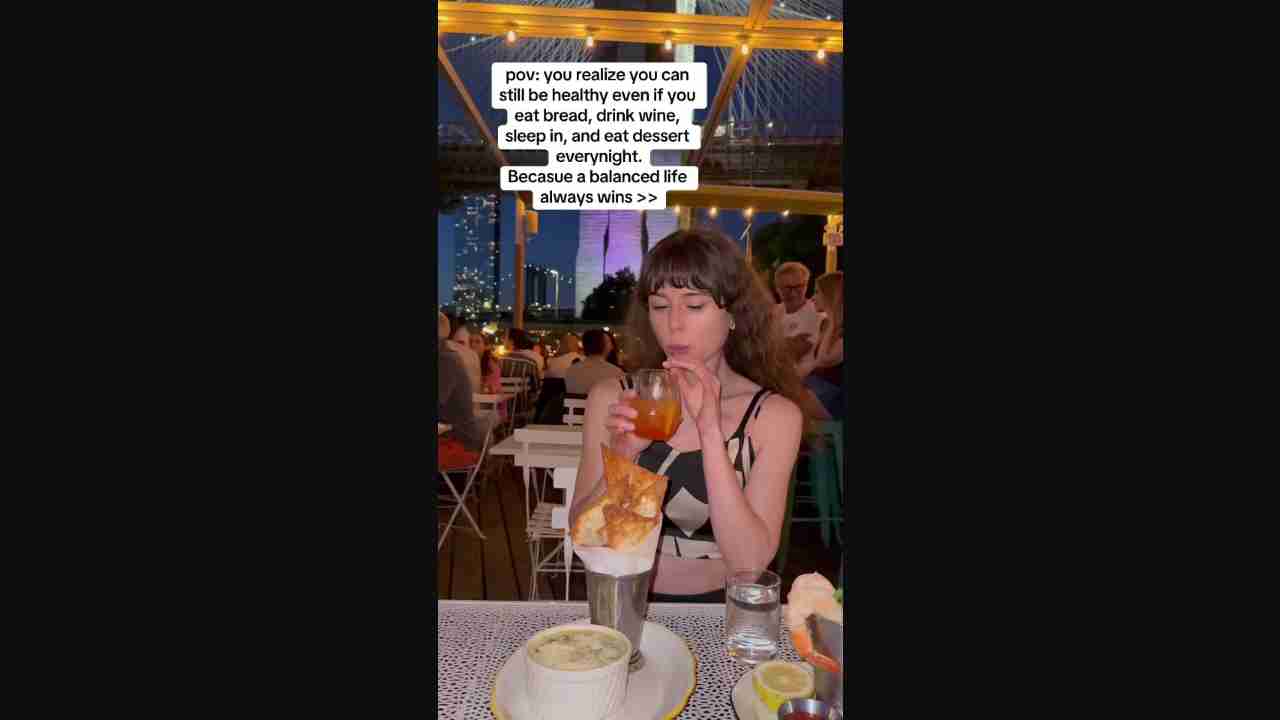 pov: you realize you can
still be healthy even if you
eat bread, drink wine,
sleep in, and eat dessert
everynight.
Becasue a balanced life
always wins >>